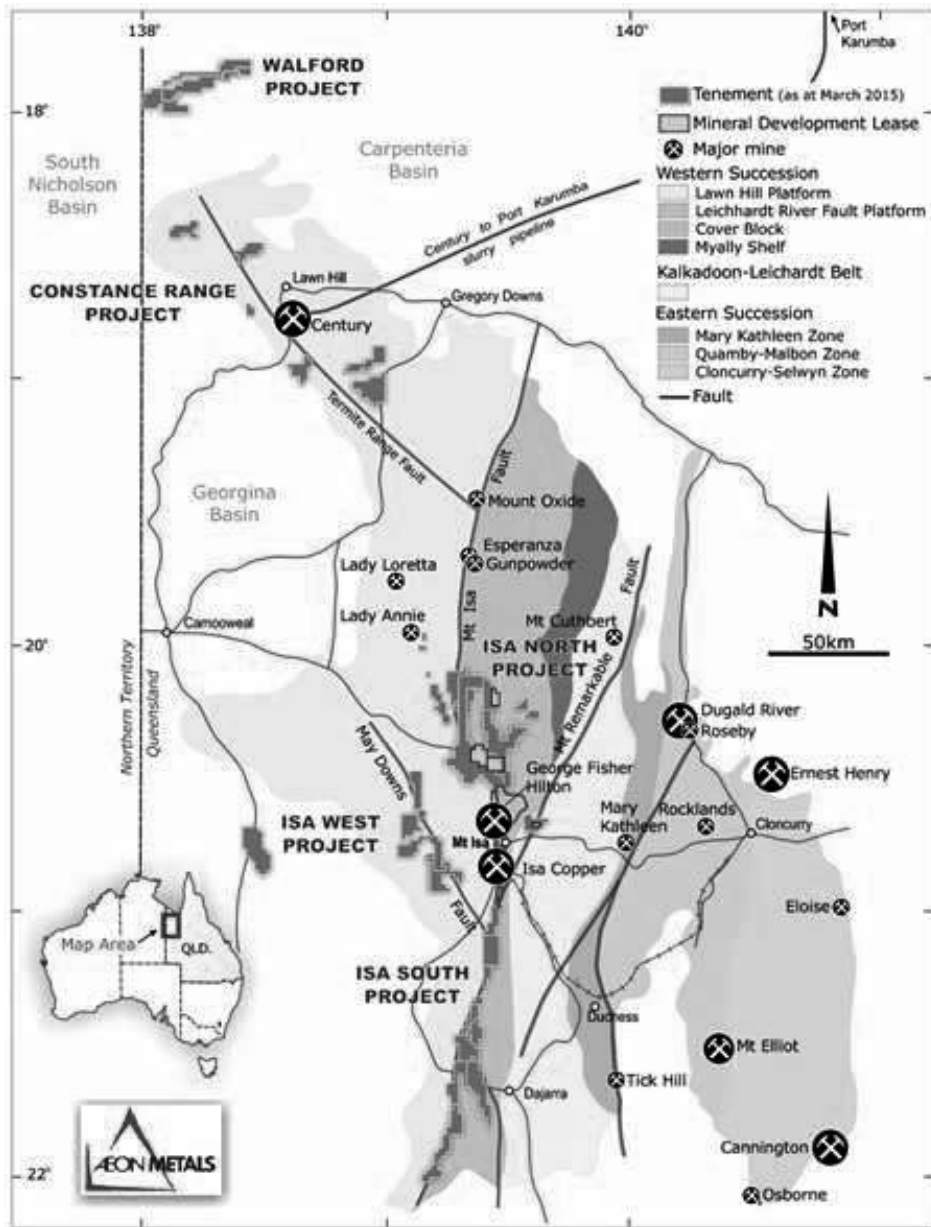 138°
140°
Port
Karumba
WALFORD
PROJECT
18°
Tenement (as at March 2015)
Mineral Development Lease
Major mine
Western Succession
Lawn Hill Platform
Leichhardt River Fault Platform
Cover Block
Myally Shelf
Kalkadoon-Leichardt Belt
Eastern Succession
Mary Kathleen Zone
Quamby-Malbon Zone
Cloncurry-Selwyn Zone
Fault
South
Nicholson
Basin
Carpenteria
Basin
Century to Port Karumba
slurry pipeline
Lawn Hill
Gregory Downs
CONSTANCE RANGE
PROJECT
Century
Termite Range Fault
Fault
Georgina
Basin
Mount Oxide
Esperanza
Gunpowder
Lady Loretta
Lady Annie
Mt Isa
Fault
N
50km
Camooweal
20°
Mt Cuthbert
ISA NORTH
PROJECT
Mt Remarkable
Northern Territory
Queensland
May Downs
Dugald River
Roseby
George Fisher
Hilton
Ernest Henry
Mary
Kathleen
Rocklands
Cloncurry
ISA WEST
PROJECT
Mt Isa
Isa Copper
Fault
Eloise
Map Area
QLD.
ISA SOUTH
PROJECT
Duchess
Mt Elliot
Tick Hill
Dajarra
AEON METALS
Cannington
22°
Osborne